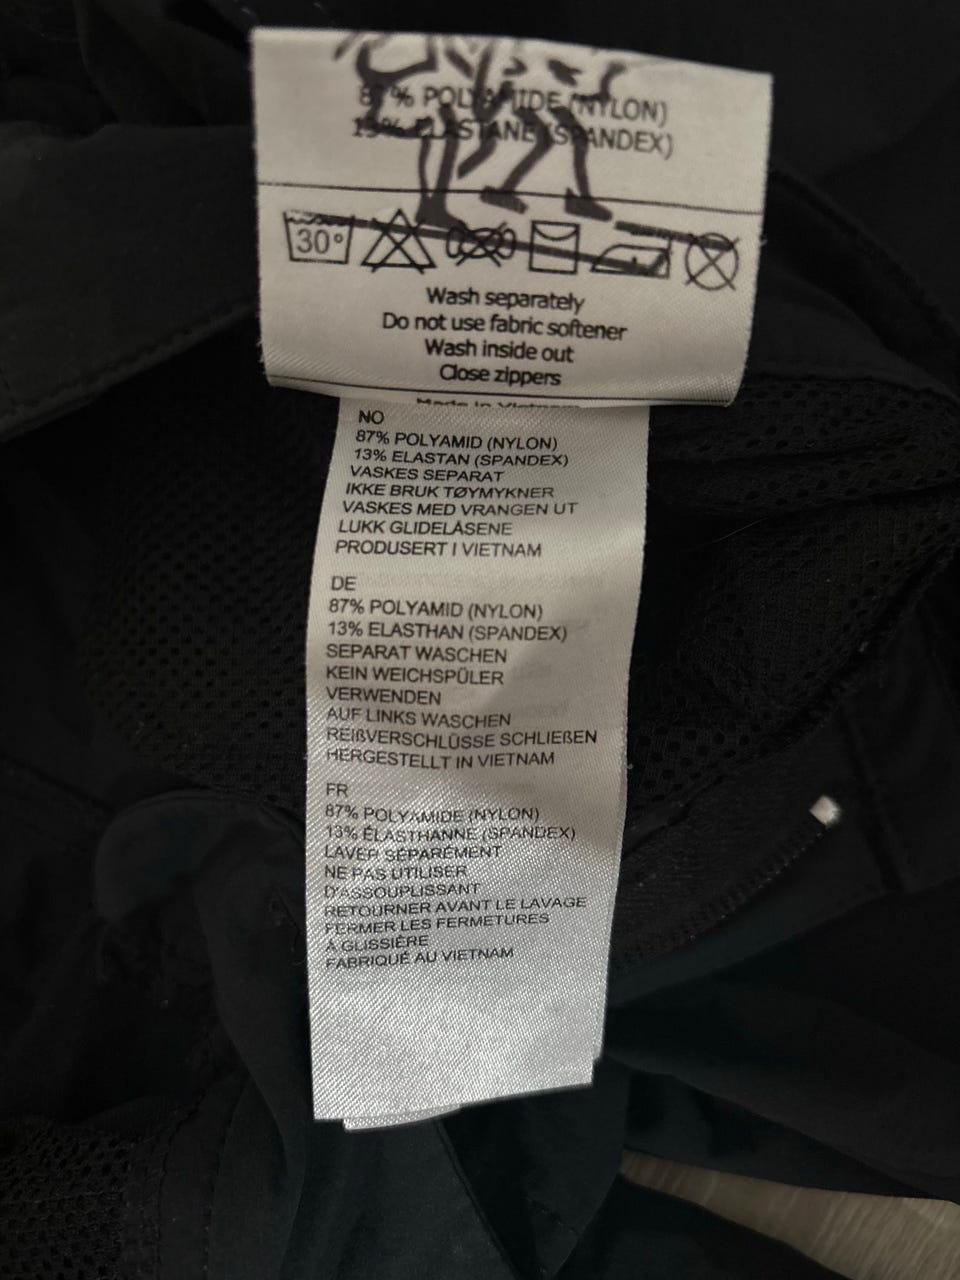 87% POLYAMIDE (NYLON)
13% ELASTANE (SPANDEX)
30°
Wash separately
Do not use fabric softener
Wash inside out
Close zippers
Made in Vietnam
NO
87% POLYAMID (NYLON)
13% ELASTAN (SPANDEX)
VASKES SEPARAT
IKKE BRUK TØYMYKNER
VASKES MED VRANGEN UT
LUKK GLIDELÅSENE
PRODUSERT I VIETNAM
DE
87% POLYAMID (NYLON)
13% ELASTHAN (SPANDEX)
SEPARAT WASCHEN
KEIN WEICHSPÜLER
VERWENDEN
AUF LINKS WASCHEN
REIßVERSCHLÜSSE SCHLIEßEN
HERGESTELLT IN VIETNAM
FR
87% POLYAMIDE (NYLON)
13% ÉLASTHANNE (SPANDEX)
LAVER SÉPARÉMENT
NE PAS UTILISER
D'ASSOUPLISSANT
RETOURNER AVANT LE LAVAGE
FERMER LES FERMETURES
À GLISSIÈRE
FABRIQUÉ AU VIETNAM